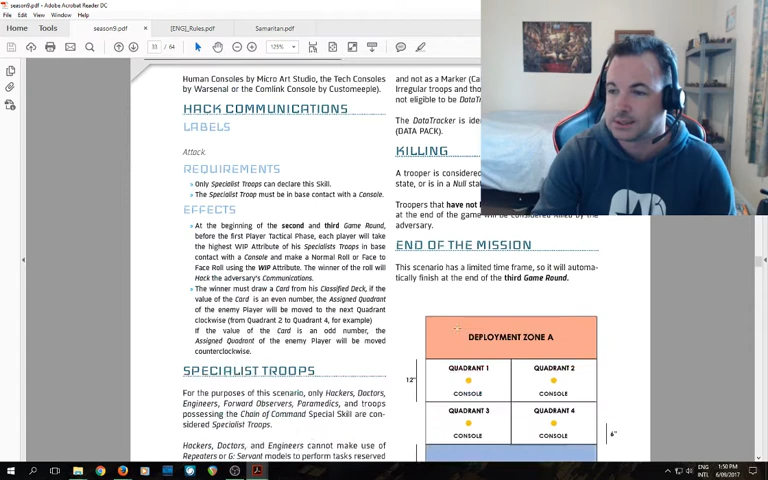 season9.pdf - Adobe Acrobat Reader DC
File Edit View Window Help
Home Tools season9.pdf × [ENG]_Rules.pdf Samaritan.pdf
33 / 64 125%
Human Consoles by Micro Art Studio, the Tech Consoles
by Warsenal or the Comlink Console by Customeeple).
HACK COMMUNICATIONS
LABELS
Attack.
REQUIREMENTS
Only Specialist Troops can declare this Skill.
The Specialist Troop must be in base contact with a Console.
EFFECTS
At the beginning of the second and third Game Round,
before the first Player Tactical Phase, each player will take
the highest WIP Attribute of his Specialists Troops in base
contact with a Console and make a Normal Roll or Face to
Face Roll using the WIP Attribute. The winner of the roll will
Hack the adversary's Communications.
The winner must draw a Card from his Classified Deck, if the
value of the Card is an even number, the Assigned Quadrant
of the enemy Player will be moved to the next Quadrant
clockwise (from Quadrant 2 to Quadrant 4, for example)
If the value of the Card is an odd number, the
Assigned Quadrant of the enemy Player will be moved
counterclockwise.
SPECIALIST TROOPS
For the purposes of this scenario, only Hackers, Doctors,
Engineers, Forward Observers, Paramedics, and troops
possessing the Chain of Command Special Skill are con-
sidered Specialist Troops.
Hackers, Doctors, and Engineers cannot make use of
Repeaters or G: Servant models to perform tasks reserved
and not as a Marker (Ca
Irregular troops and tho
not eligible to be DataTr
The DataTracker is ide
(DATA PACK).
KILLING
A trooper is considered
state, or is in a Null sta
Troopers that have not
at the end of the game will be considered Killed by the
adversary.
END OF THE MISSION
This scenario has a limited time frame, so it will automa-
tically finish at the end of the third Game Round.
DEPLOYMENT ZONE A
QUADRANT 1 QUADRANT 2
12"
CONSOLE CONSOLE
QUADRANT 3 QUADRANT 4
CONSOLE CONSOLE
6"
ENG 1:50 PM
INTL 6/09/2017